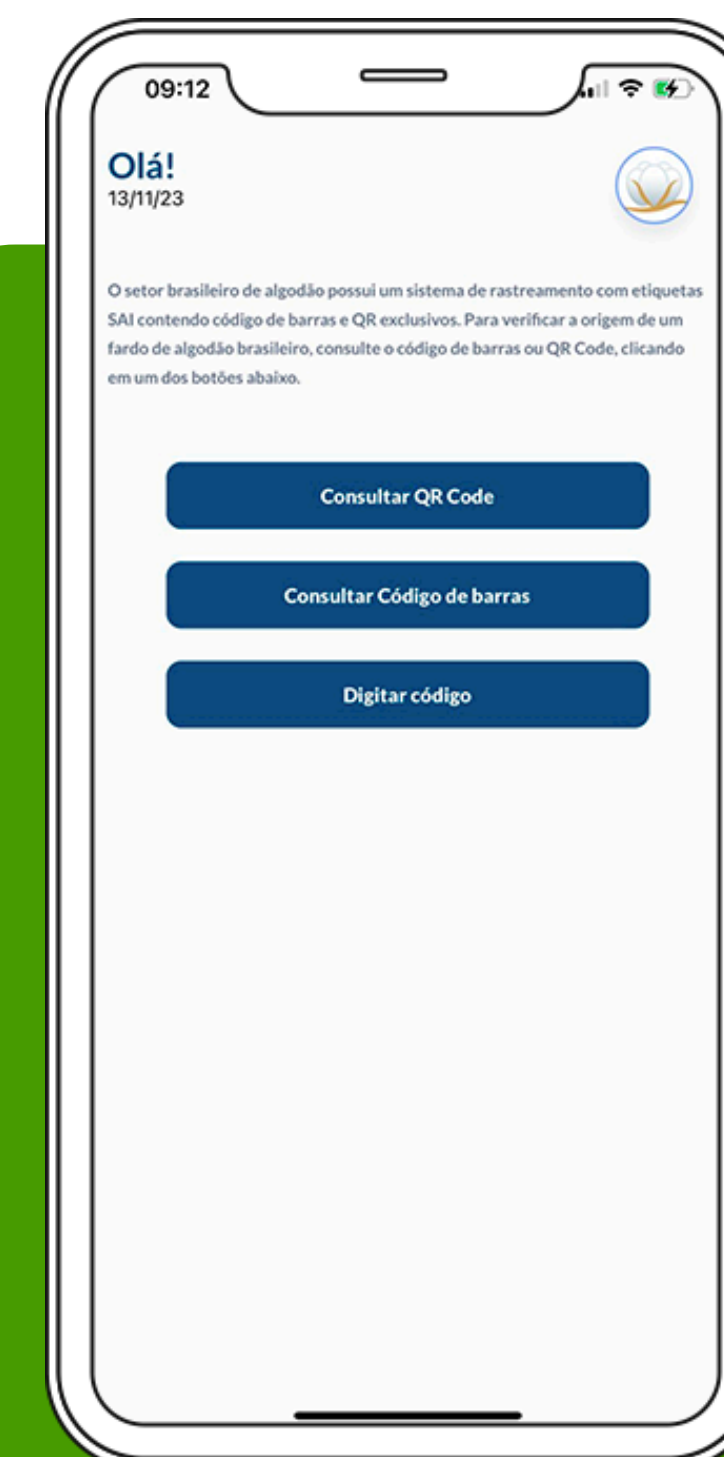 09:12
Olá!
13/11/23
O setor brasileiro de algodão possui um sistema de rastreamento com etiquetas
SAI contendo código de barras e QR exclusivos. Para verificar a origem de um
fardo de algodão brasileiro, consulte o código de barras ou QR Code, clicando
em um dos botões abaixo.
Consultar QR Code
Consultar Código de barras
Digitar código